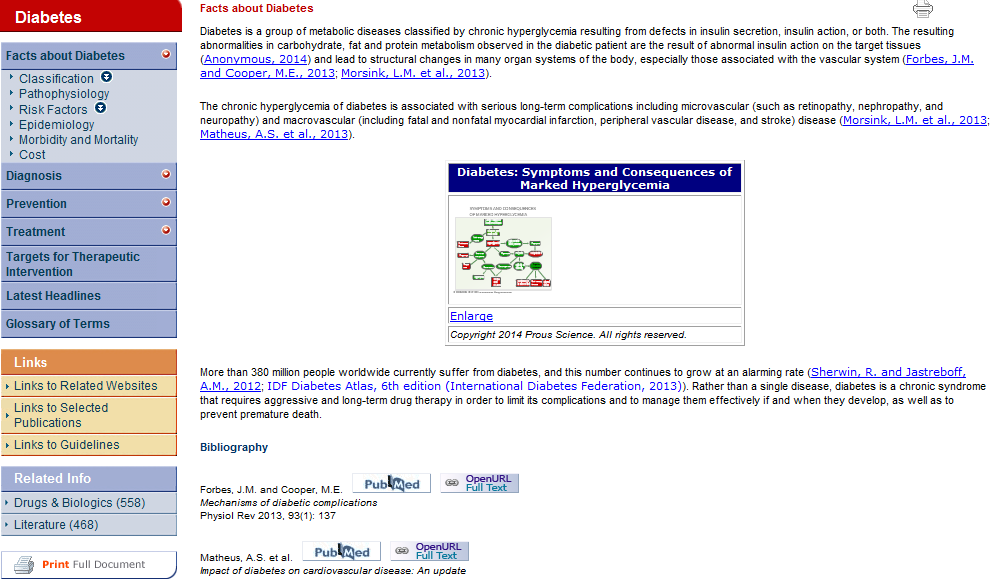 Diabetes
Facts about Diabetes
Classification
Pathophysiology
Risk Factors
Epidemiology
Morbidity and Mortality
Cost
Diagnosis
Prevention
Treatment
Targets for Therapeutic
Intervention
Latest Headlines
Glossary of Terms
Links
Links to Related Websites
Links to Selected
Publications
Links to Guidelines
Related Info
Drugs & Biologics (558)
Literature (468)
Print Full Document
Facts about Diabetes
Diabetes is a group of metabolic diseases classified by chronic hyperglycemia resulting from defects in insulin secretion, insulin action, or both. The resulting
abnormalities in carbohydrate, fat and protein metabolism observed in the diabetic patient are the result of abnormal insulin action on the target tissues
(Anonymous, 2014) and lead to structural changes in many organ systems of the body, especially those associated with the vascular system (Forbes, J.M.
and Cooper, M.E., 2013; Morsink, L.M. et al., 2013).
The chronic hyperglycemia of diabetes is associated with serious long-term complications including microvascular (such as retinopathy, nephropathy, and
neuropathy) and macrovascular (including fatal and nonfatal myocardial infarction, peripheral vascular disease, and stroke) disease (Morsink, L.M. et al., 2013;
Matheus, A.S. et al., 2013).
Diabetes: Symptoms and Consequences of
Marked Hyperglycemia
SYMPTOMS AND CONSEQUENCES
OF MARKED HYPERGLYCEMIA
Enlarge
Copyright 2014 Prous Science. All rights reserved.
More than 380 million people worldwide currently suffer from diabetes, and this number continues to grow at an alarming rate (Sherwin, R. and Jastreboff,
A.M., 2012; IDF Diabetes Atlas, 6th edition (International Diabetes Federation, 2013)). Rather than a single disease, diabetes is a chronic syndrome
that requires aggressive and long-term drug therapy in order to limit its complications and to manage them effectively if and when they develop, as well as to
prevent premature death.
Bibliography
Forbes, J.M. and Cooper, M.E. PubMed OpenURL
Full Text
Mechanisms of diabetic complications
Physiol Rev 2013, 93(1): 137
Matheus, A.S. et al. PubMed OpenURL
Full Text
Impact of diabetes on cardiovascular disease: An update